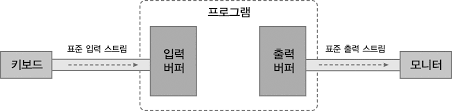 프로그램
표준 입력 스트림
입력
버퍼
출력
버퍼
표준 출력 스트림
키보드
모니터